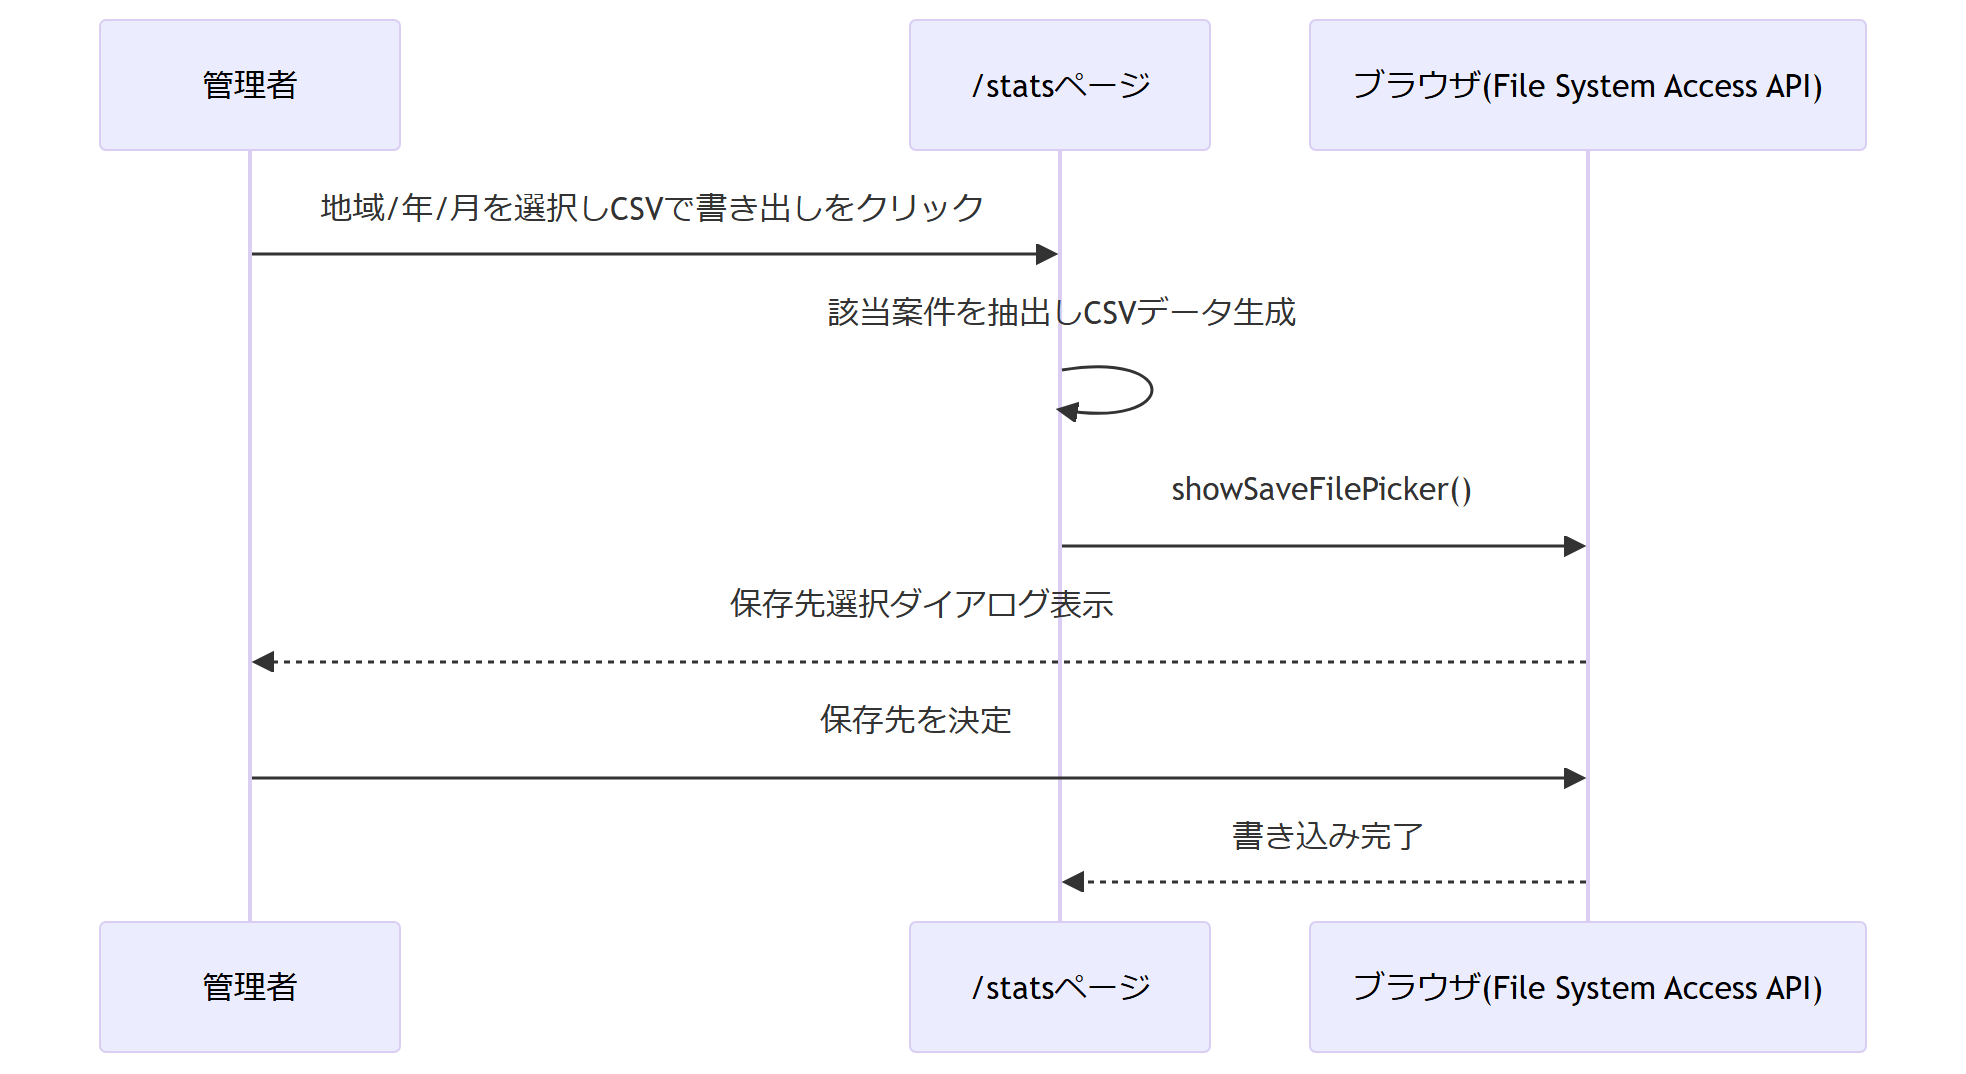 管理者
/statsページ
ブラウザ(File System Access API)
地域/年/月を選択しCSVで書き出しをクリック
該当案件を抽出しCSVデータ生成
showSaveFilePicker()
保存先選択ダイアログ表示
保存先を決定
書き込み完了
管理者
/statsページ
ブラウザ(File System Access API)